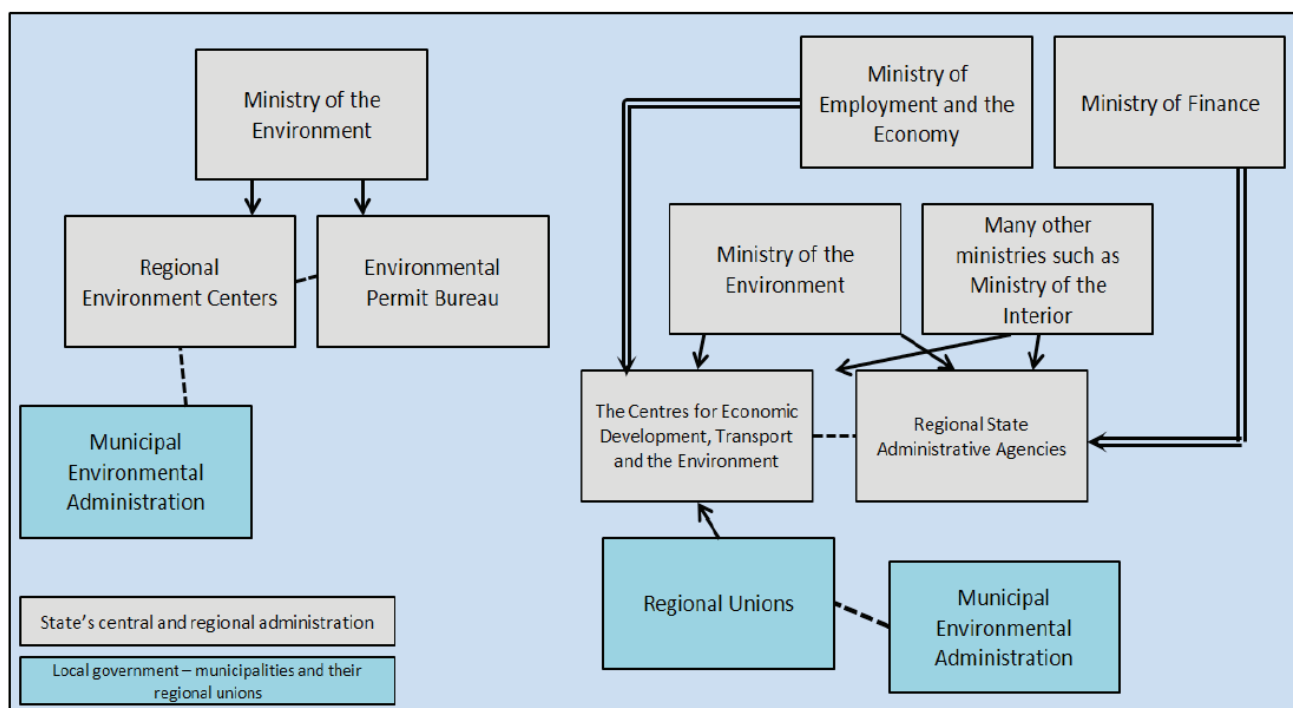 Ministry of the
Environment
Regional
Environment Centers
Environmental
Permit Bureau
Municipal
Environmental
Administration
Ministry of
Employment and the
Economy
Ministry of Finance
Ministry of the
Environment
Many other
ministries such as
Ministry of the
Interior
The Centres for Economic
Development, Transport
and the Environment
Regional State
Administrative Agencies
Regional Unions
Municipal
Environmental
Administration
State's central and regional administration
Local government – municipalities and their
regional unions